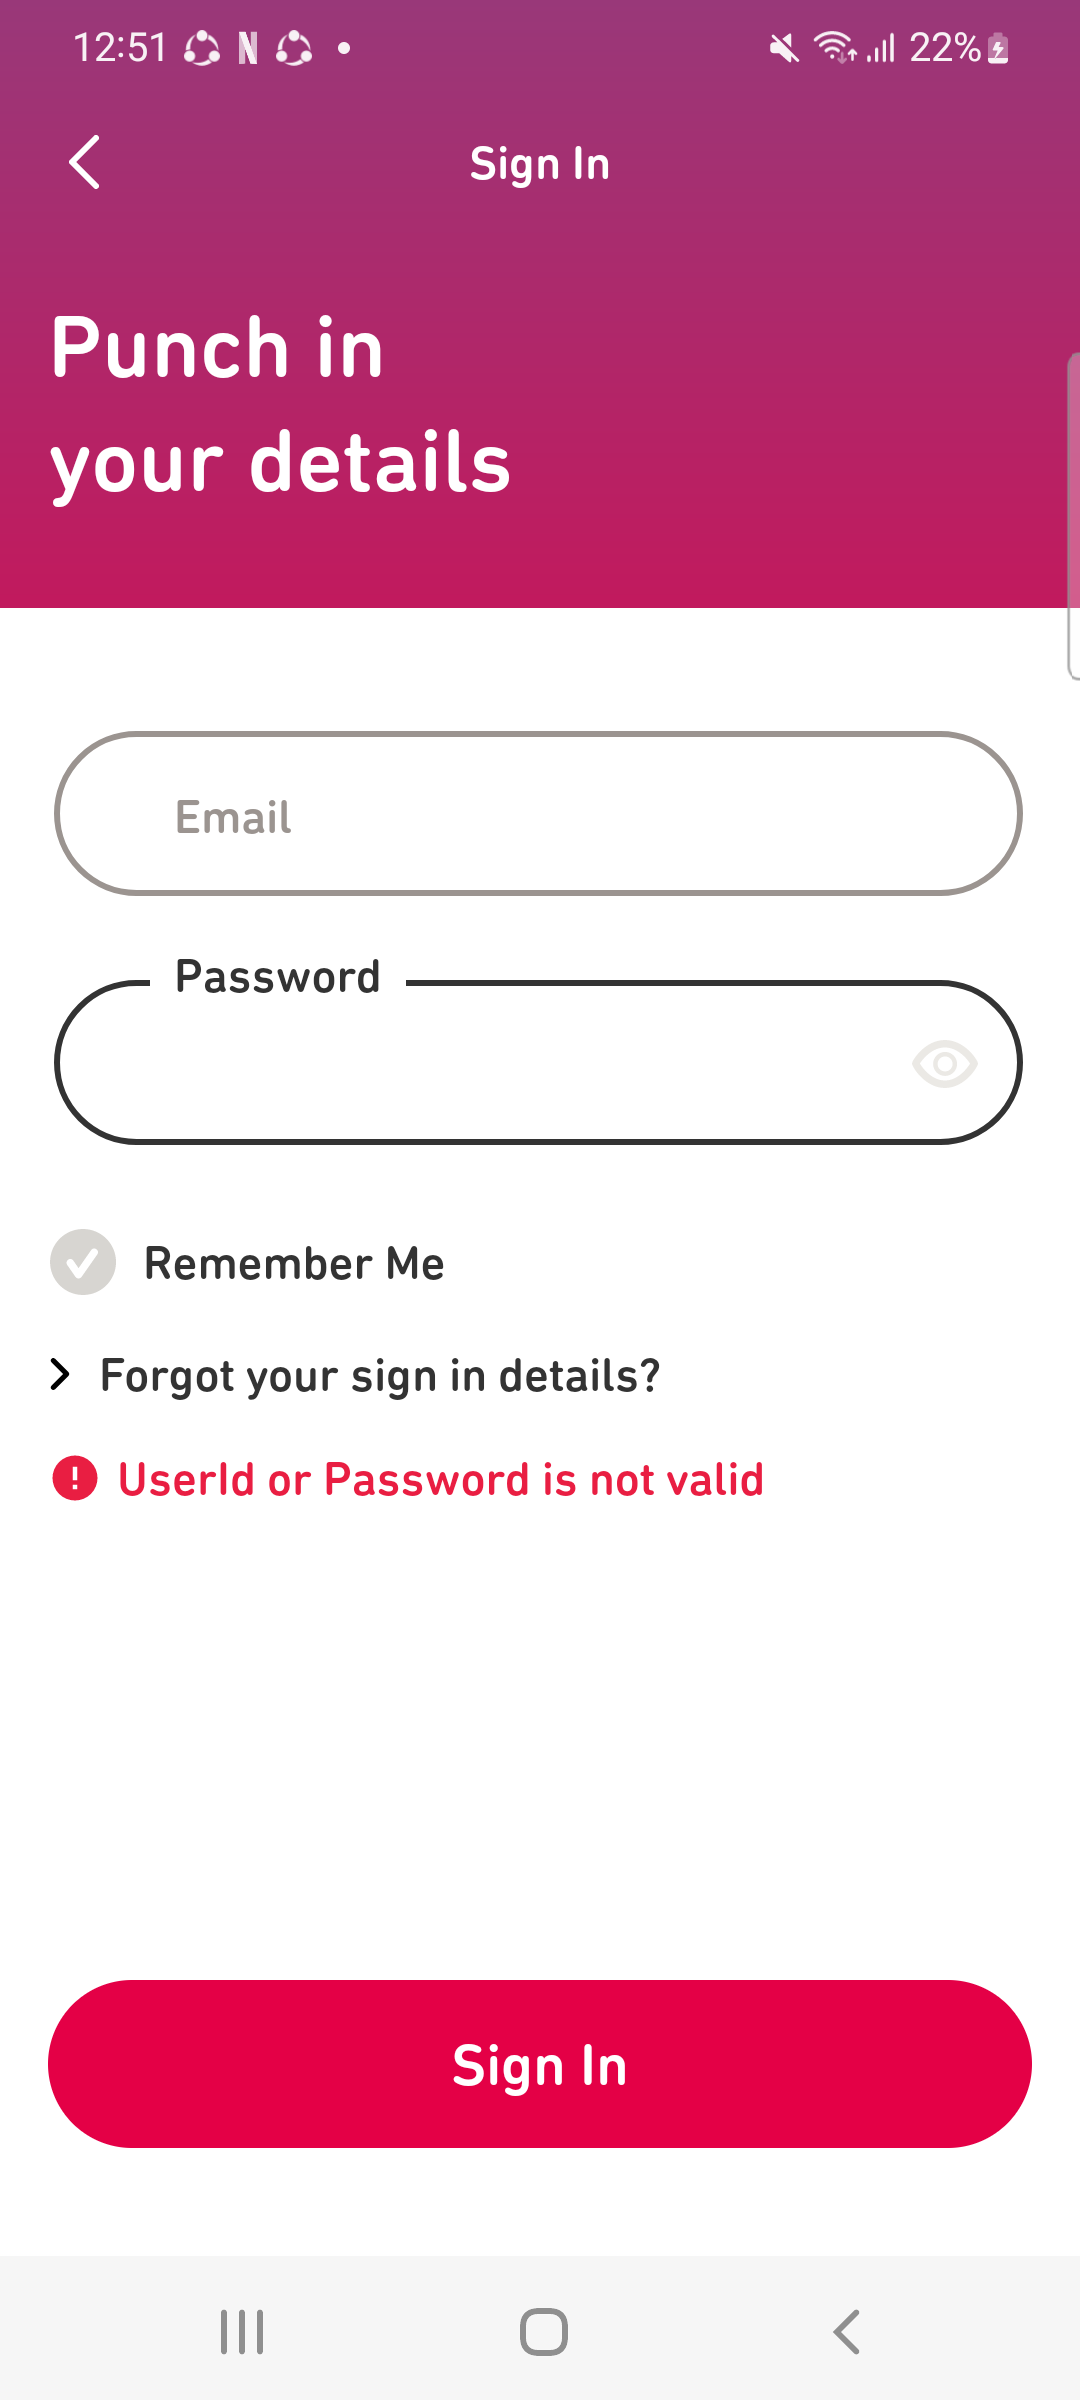 12:51 N 22%
Sign In
Punch in
your details
Email
Password
Remember Me
Forgot your sign in details?
UserId or Password is not valid
Sign In